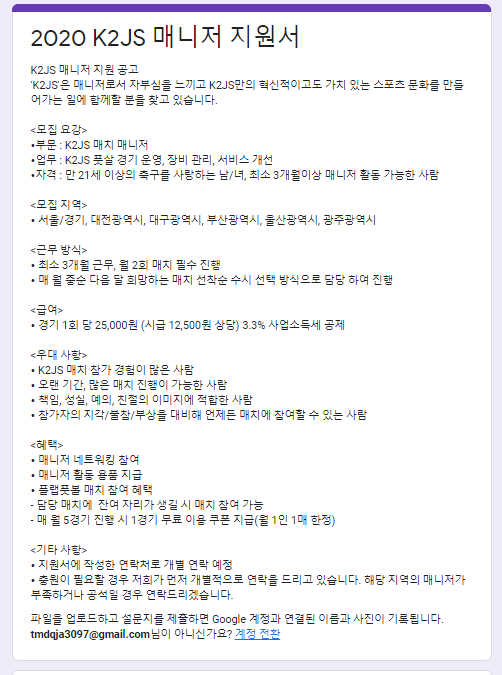 2020 K2JS 매니저 지원서
K2JS 매니저 지원 공고
'K2JS'은 매니저로서 자부심을 느끼고 K2JS만의 혁신적이고도 가치 있는 스포츠 문화를 만들
어가는 일에 함께할 분을 찾고 있습니다.
<모집 요강>
•부문 : K2JS 매치 매니저
•업무 : K2JS 풋살 경기 운영, 장비 관리, 서비스 개선
•자격 : 만 21세 이상의 축구를 사랑하는 남/녀, 최소 3개월이상 매니저 활동 가능한 사람
<모집 지역>
• 서울/경기, 대전광역시, 대구광역시, 부산광역시, 울산광역시, 광주광역시
<근무 방식>
• 최소 3개월 근무, 월 2회 매치 필수 진행
• 매 월 중순 다음 달 희망하는 매치 선착순 수시 선택 방식으로 담당 하여 진행
<급여>
• 경기 1회 당 25,000원 (시급 12,500원 상당) 3.3% 사업소득세 공제
<우대 사항>
• K2JS 매치 참가 경험이 많은 사람
• 오랜 기간, 많은 매치 진행이 가능한 사람
• 책임, 성실, 예의, 친절의 이미지에 적합한 사람
• 참가자의 지각/불참/부상을 대비해 언제든 매치에 참여할 수 있는 사람
<혜택>
• 매니저 네트워킹 참여
• 매니저 활동 용품 지급
• 플랩풋볼 매치 참여 혜택
- 담당 매치에 잔여 자리가 생길 시 매치 참여 가능
- 매 월 5경기 진행 시 1경기 무료 이용 쿠폰 지급(월 1인 1매 한정)
<기타 사항>
• 지원서에 작성한 연락처로 개별 연락 예정
• 충원이 필요할 경우 저희가 먼저 개별적으로 연락을 드리고 있습니다. 해당 지역의 매니저가
부족하거나 공석일 경우 연락드리겠습니다.
파일을 업로드하고 설문지를 제출하면 Google 계정과 연결된 이름과 사진이 기록됩니다.
tmdqja3097@gmail.com님이 아니신가요? 계정 전환